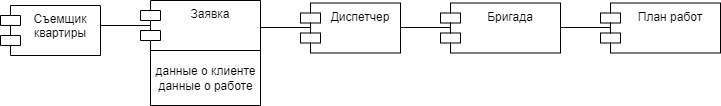 Съемщик
квартиры
Заявка
данные о клиенте
данные о работе
Диспетчер
Бригада
План работ